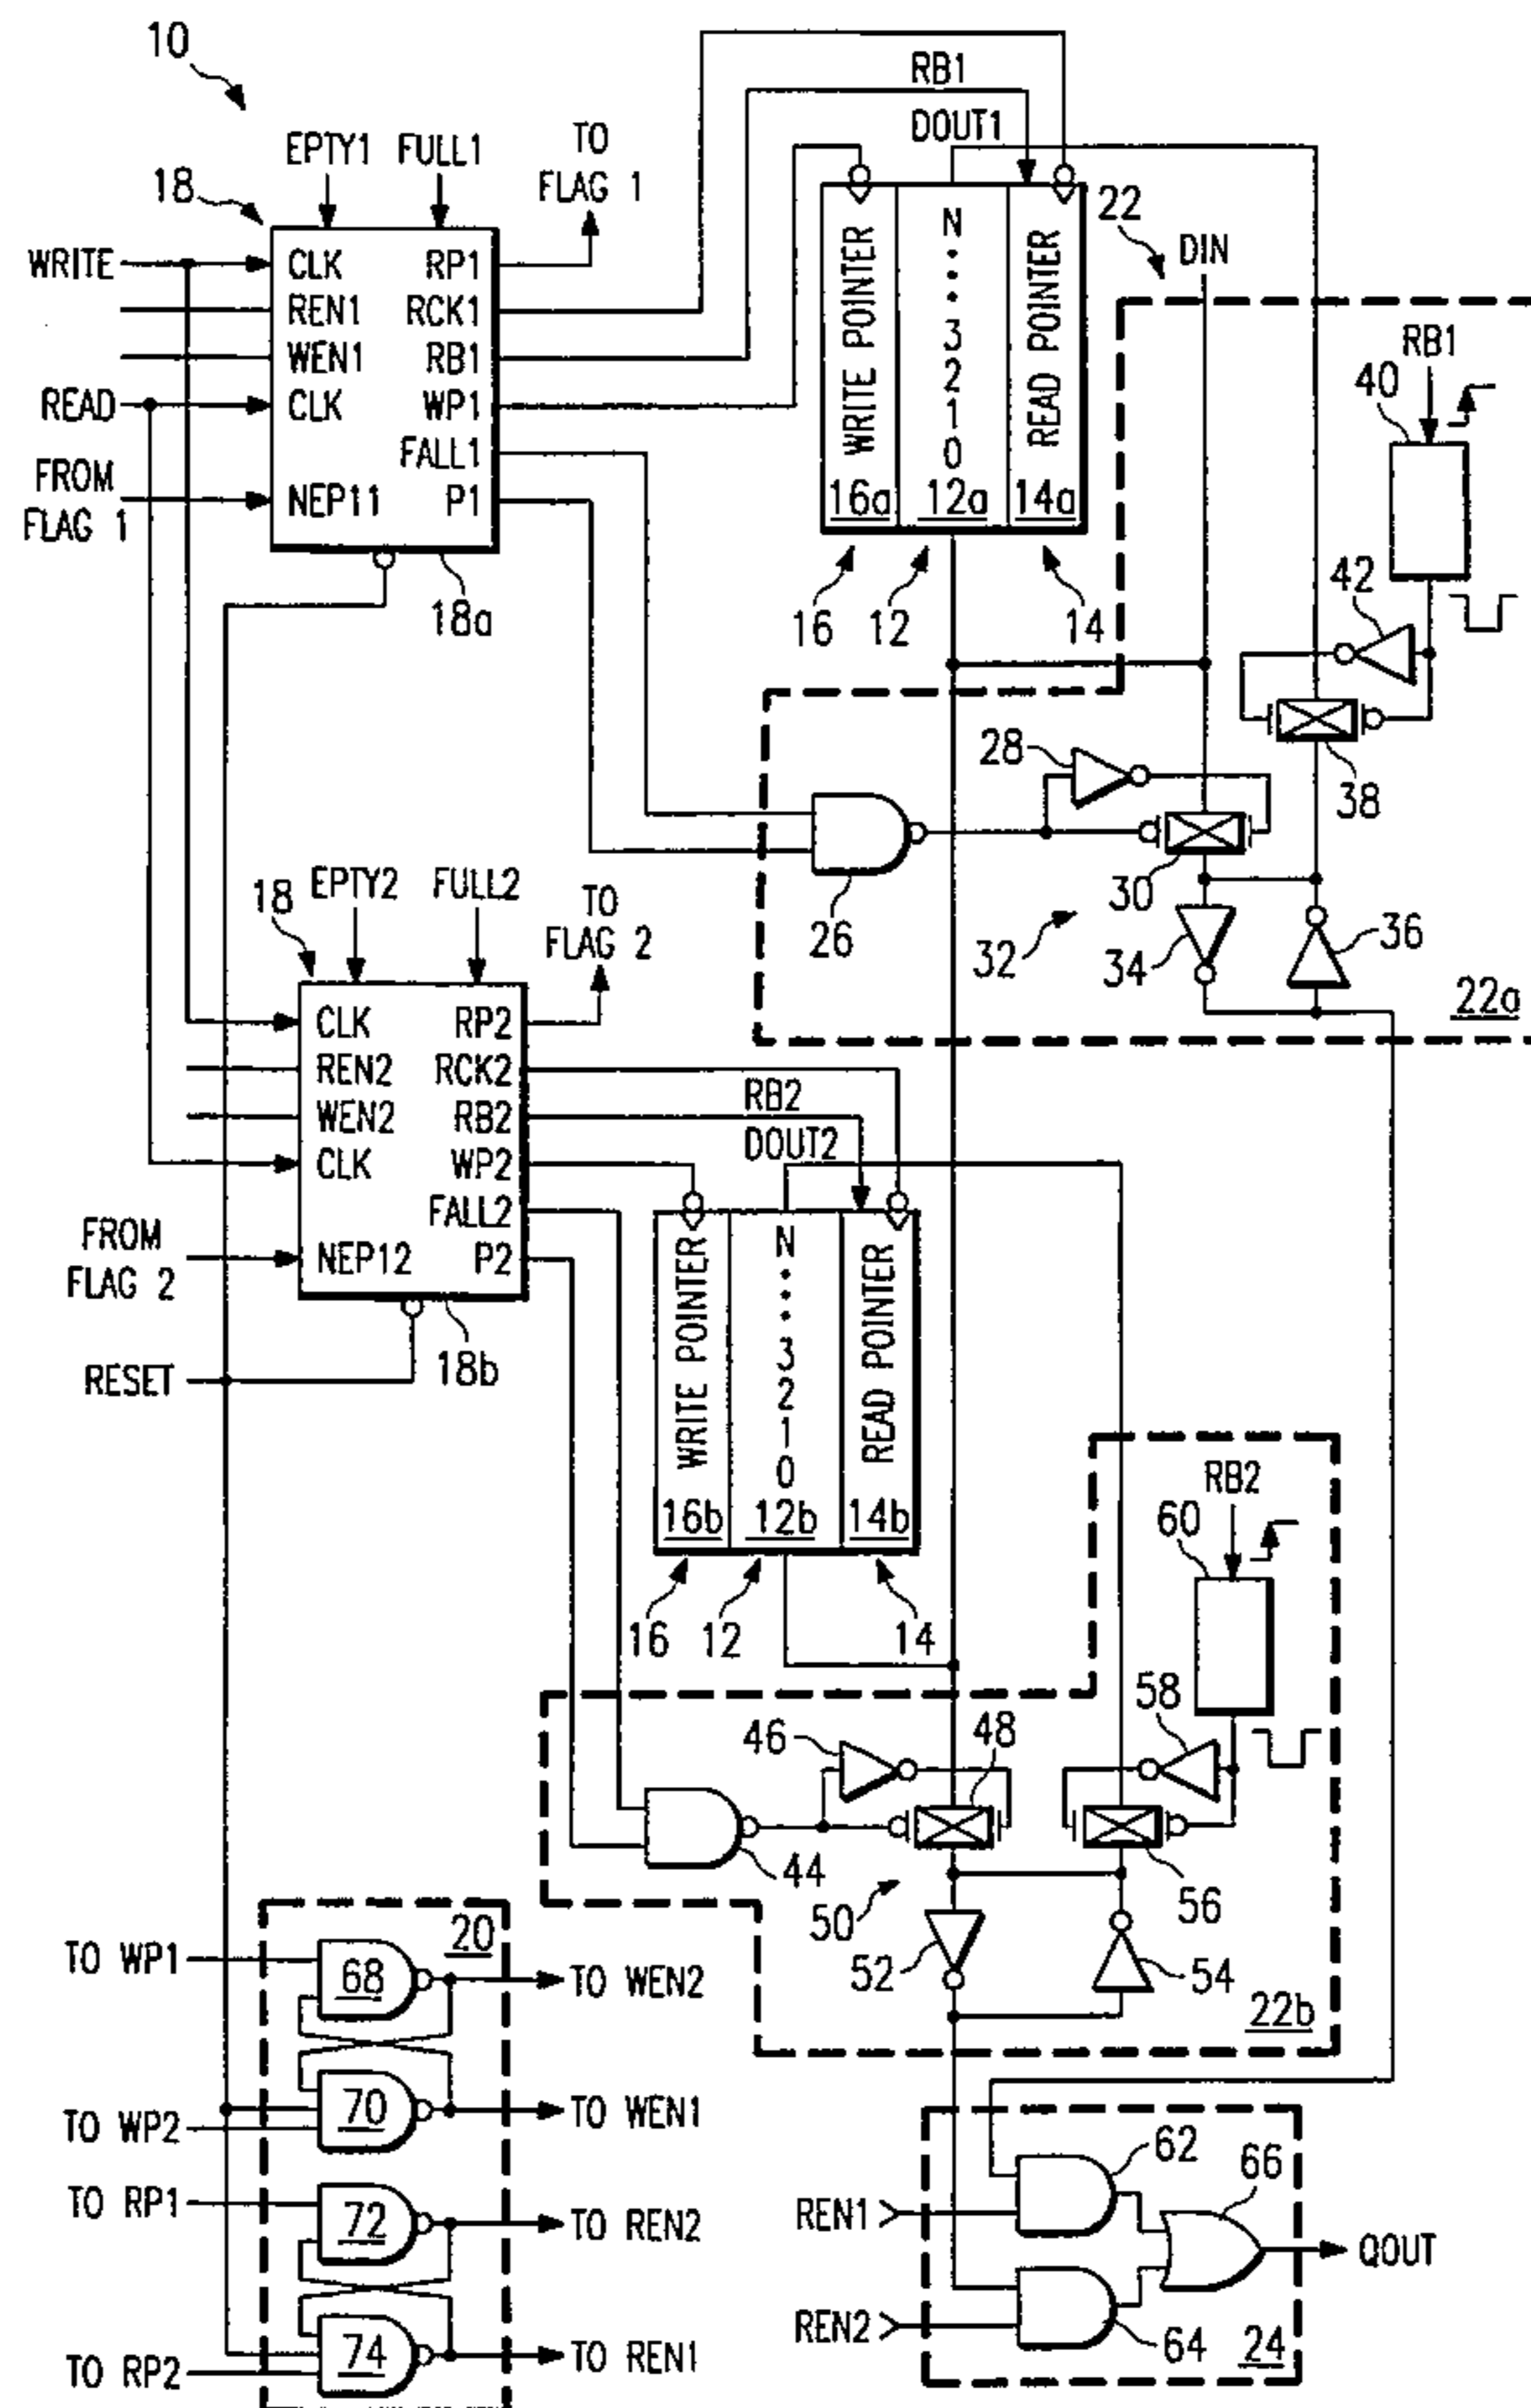 10
EPTY1 FULL1
TO
FLAG 1
18
WRITE
CLK RP1
REN1 RCK1
WEN1 RB1
READ
CLK WP1
FALL1
FROM
FLAG 1
NEP11 P1
18a
RB1
DOUT1
WRITE POINTER
N
3
2
1
0
READ POINTER
16a 12a 14a
16 12 14
22
DIN
RB1
40
42
38
28
30
26
32
34
36
22a
18
EPTY2 FULL2
TO
FLAG 2
CLK RP2
REN2 RCK2
WEN2 RB2
CLK WP2
FALL2
FROM
FLAG 2
NEP12 P2
18b
RESET
RB2
DOUT2
WRITE POINTER
N
3
2
1
0
READ POINTER
16b 12b 14b
16 12 14
RB2
60
58
46
48
44
50
56
52
54
22b
20
TO WP1
68
TO WEN2
70
TO WP2
TO WEN1
TO RP1
72
TO REN2
74
TO RP2
TO REN1
62
66
REN1
QOUT
REN2
64
24